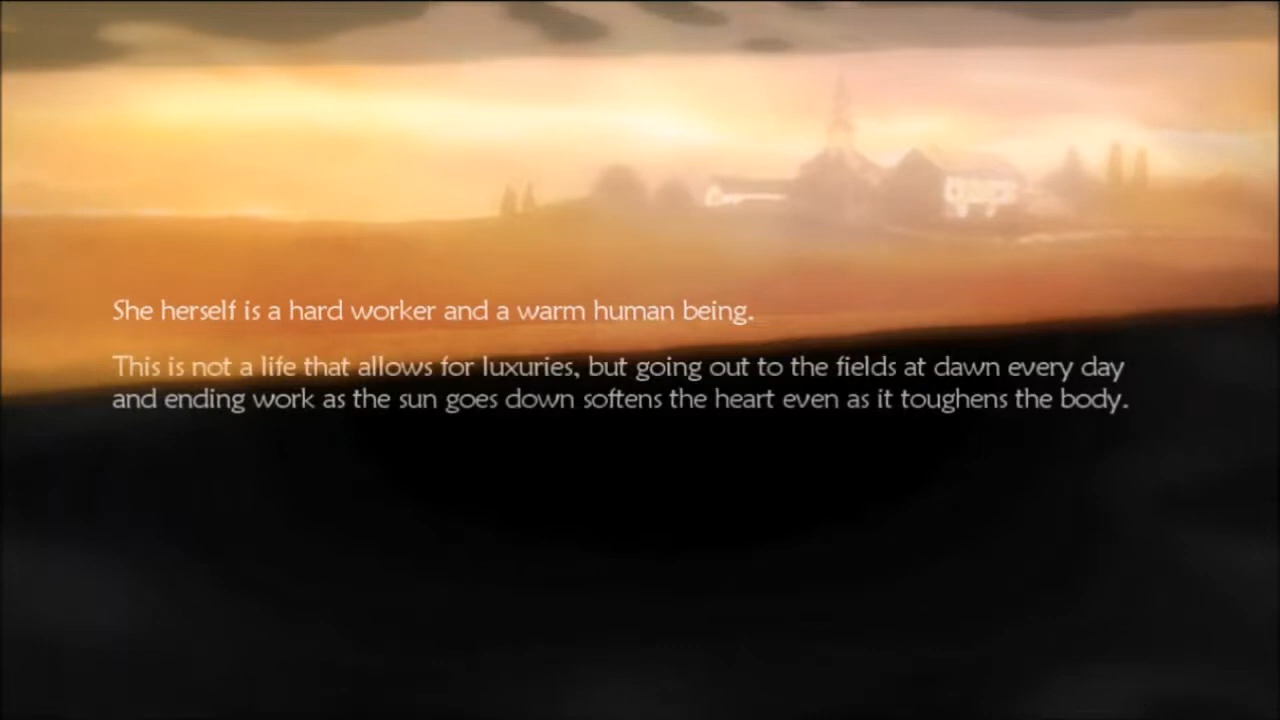 She herself is a hard worker and a warm human being.
This is not a life that allows for luxuries, but going out to the fields at dawn every day
and ending work as the sun goes down softens the heart even as it toughens the body.